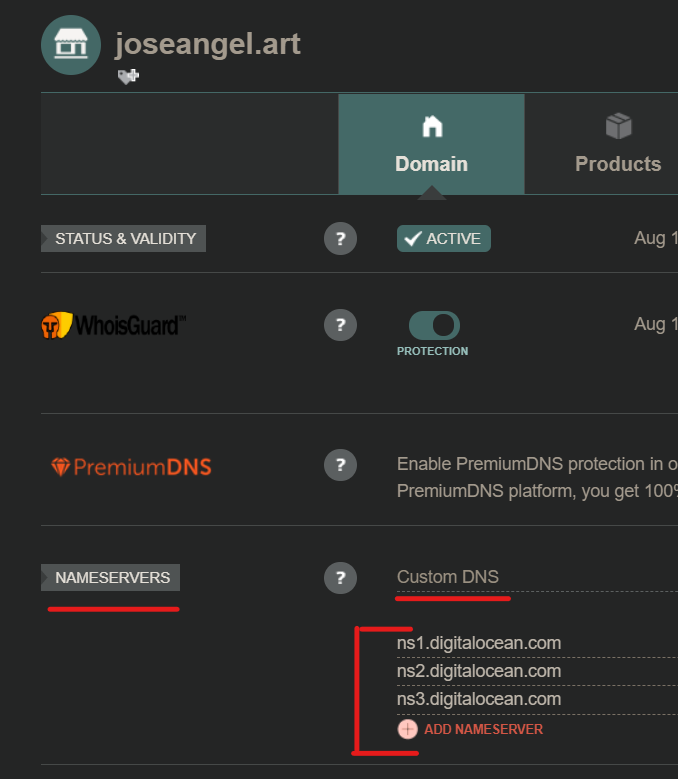 joseangel.art
Domain
Products
STATUS & VALIDITY
?
ACTIVE
Aug 1
WhoisGuard™
?
PROTECTION
Aug 1
PremiumDNS
?
Enable PremiumDNS protection in o
PremiumDNS platform, you get 100%
NAMESERVERS
?
Custom DNS
ns1.digitalocean.com
ns2.digitalocean.com
ns3.digitalocean.com
ADD NAMESERVER